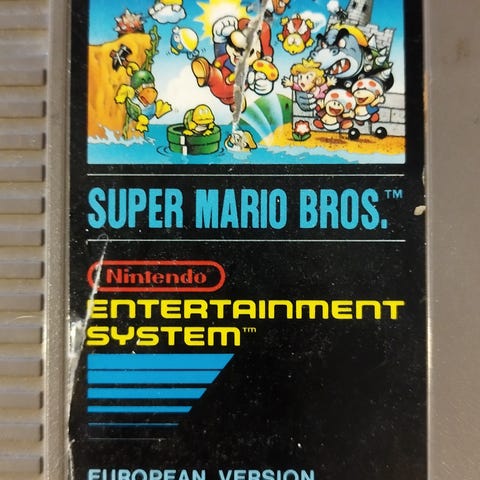 SUPER MARIO BROS.™
Nintendo
ENTERTAINMENT
SYSTEM™
EUROPEAN VERSION